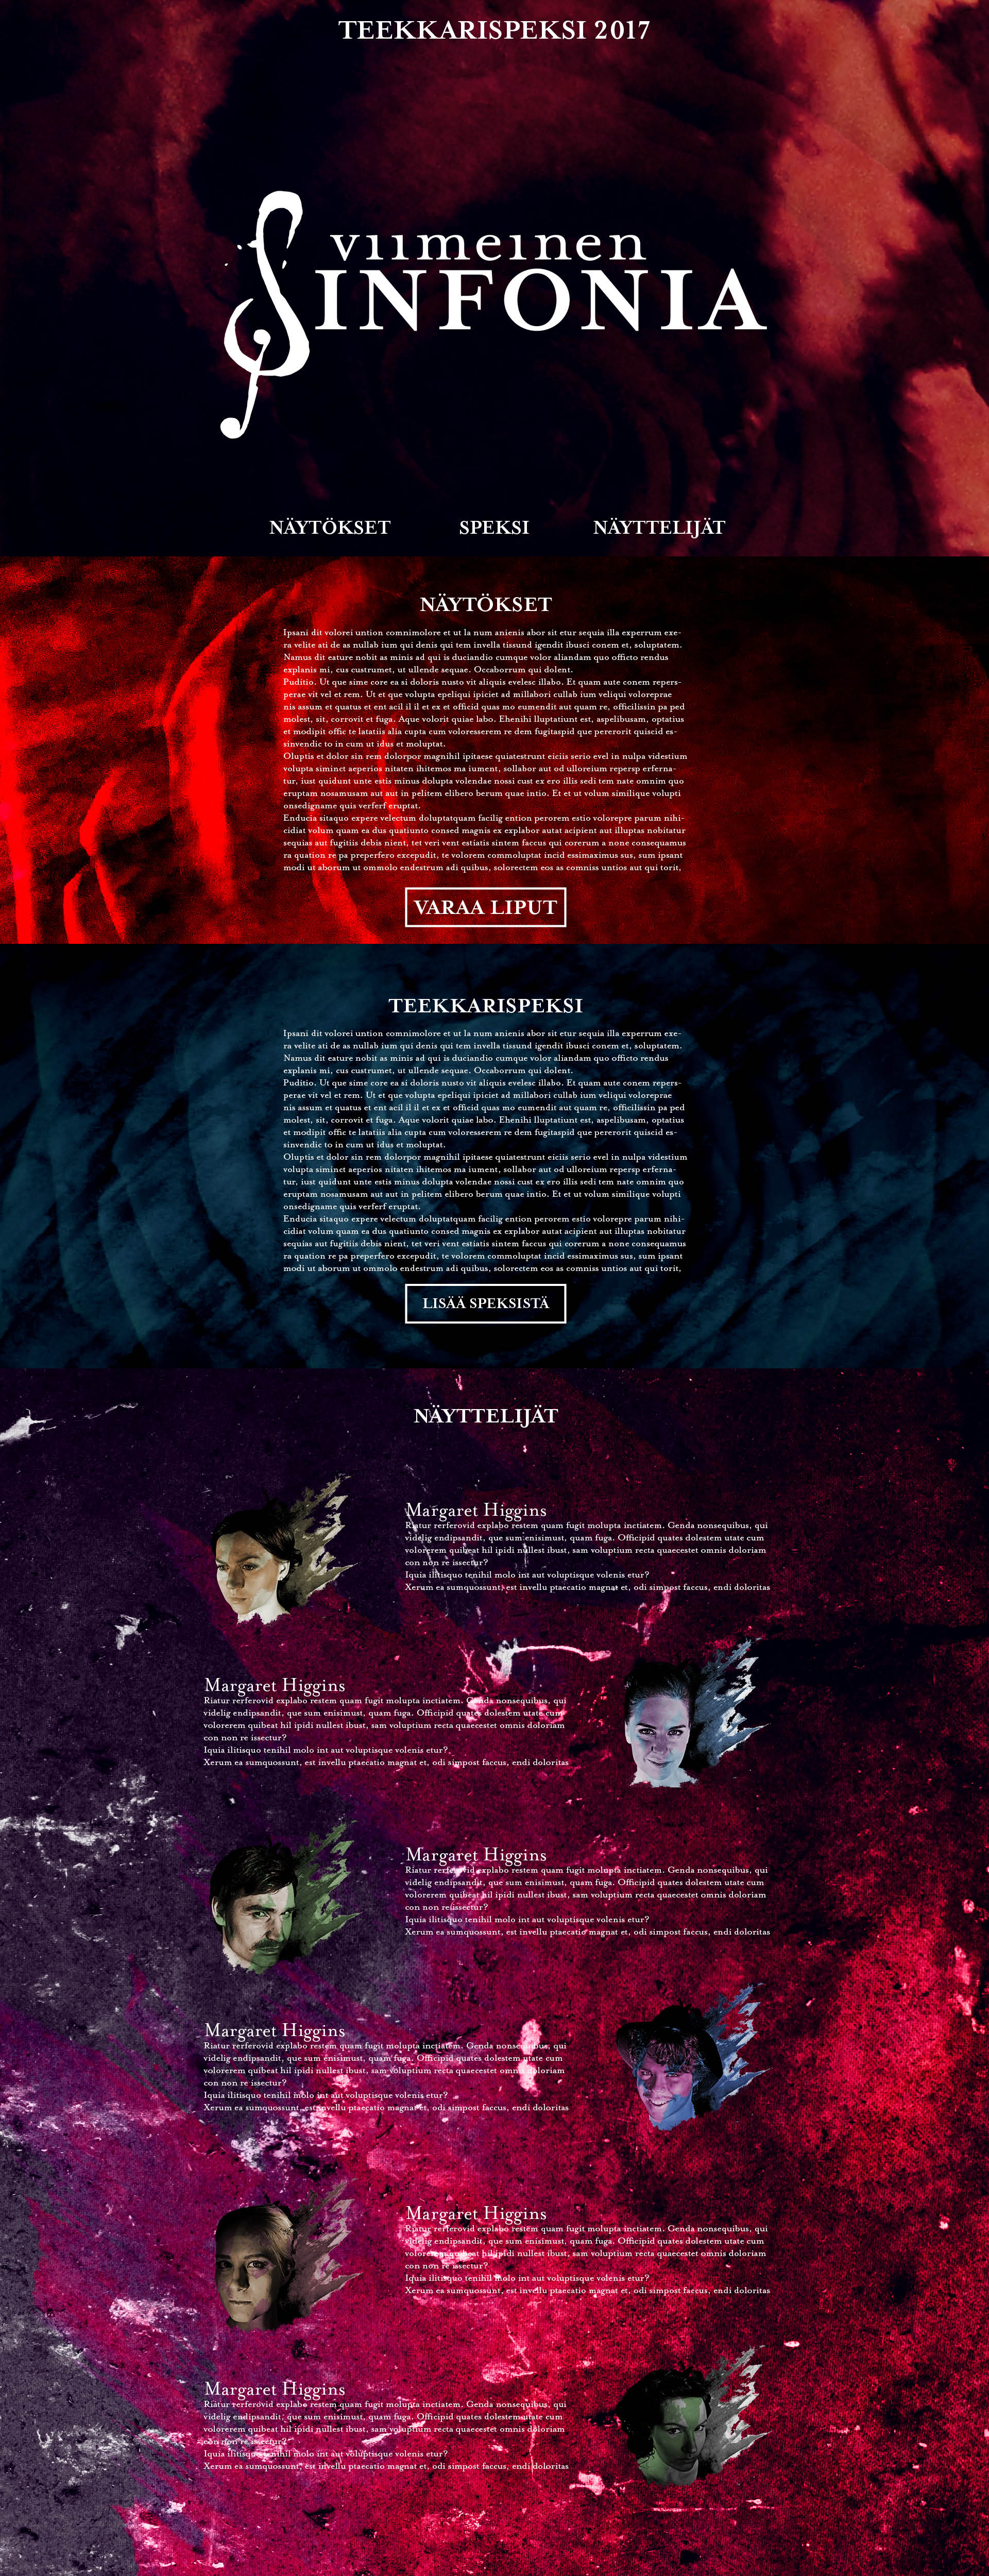 TEEKKARISPEKSI 2017
viimeinen
SINFONIA
NÄYTÖKSET SPEKSI NÄYTTELIJÄT
NÄYTÖKSET
Ipsani dit volorei untion comnimolore et ut la num anienis abor sit etur sequia illa experrum exe-
ra velite ati de as nullab ium qui denis qui tem invella tissund igendit ibusci conem et, soluptatem.
Namus dit eature nobit as minis ad qui is duciandio cumque volor aliandam quo officto rendus
explanis mi, cus custrumet, ut ullende sequae. Occaborrum qui dolent.
Puditio. Ut que sime core ea si doloris nusto vit aliquis evelesc illabo. Et quam aute conem repers-
perae vit vel et rem. Ut et que volupta epeliqui ipiciet ad millabori cullab ium veliqui voloreprae
nis assum et quatus et ent acil il il et ex et officid quas mo eumendit aut quam re, officilissin pa ped
molest, sit, corrovit et fuga. Aque volorit quiae labo. Ehenihi lluptatiunt est, aspelibusam, optatius
et modipit offic te latatiis alia cupta cum voloresserem re dem fugitaspid que pererorit quiscid es-
sinvendic to in cum ut idus et moluptat.
Oluptis et dolor sin rem dolorpor magnihil ipitaese quiatestrunt eiciis serio evel in nulpa videstium
volupta siminct aeperios nitaten ihitemos ma iument, sollabor aut od ulloreium repersp erferna-
tur, iust quidunt unte estis minus dolupta volendae nossi cust ex ero illis sedi tem nate omnim quo
eruptam nosamusam aut aut in pelitem elibero berum quae intio. Et et ut volum similique volupti
onsedigname quis verferf eruptat.
Enducia sitaquo expere velectum doluptatquam facilig ention perorem estio volorepre parum nihi-
cidiat volum quam ea dus quatiunto consed magnis ex explabor autat acipient aut illuptas nobitatur
sequias aut fugitiis debis nient, tet veri vent estiatis sintem faccus qui corerum a none consequamus
ra quation re pa preperfero excepudit, te volorem commoluptat incid essimaximus sus, sum ipsant
modi ut aborum ut ommolo endestrum adi quibus, solorectem eos as comniss untios aut qui torit,
VARAA LIPUT
TEEKKARISPEKSI
Ipsani dit volorei untion comnimolore et ut la num anienis abor sit etur sequia illa experrum exe-
ra velite ati de as nullab ium qui denis qui tem invella tissund igendit ibusci conem et, soluptatem.
Namus dit eature nobit as minis ad qui is duciandio cumque volor aliandam quo officto rendus
explanis mi, cus custrumet, ut ullende sequae. Occaborrum qui dolent.
Puditio. Ut que sime core ea si doloris nusto vit aliquis evelesc illabo. Et quam aute conem repers-
perae vit vel et rem. Ut et que volupta epeliqui ipiciet ad millabori cullab ium veliqui voloreprae
nis assum et quatus et ent acil il il et ex et officid quas mo eumendit aut quam re, officilissin pa ped
molest, sit, corrovit et fuga. Aque volorit quiae labo. Ehenihi lluptatiunt est, aspelibusam, optatius
et modipit offic te latatiis alia cupta cum voloresserem re dem fugitaspid que pererorit quiscid es-
sinvendic to in cum ut idus et moluptat.
Oluptis et dolor sin rem dolorpor magnihil ipitaese quiatestrunt eiciis serio evel in nulpa videstium
volupta siminct aeperios nitaten ihitemos ma iument, sollabor aut od ulloreium repersp erferna-
tur, iust quidunt unte estis minus dolupta volendae nossi cust ex ero illis sedi tem nate omnim quo
eruptam nosamusam aut aut in pelitem elibero berum quae intio. Et et ut volum similique volupti
onsedigname quis verferf eruptat.
Enducia sitaquo expere velectum doluptatquam facilig ention perorem estio volorepre parum nihi-
cidiat volum quam ea dus quatiunto consed magnis ex explabor autat acipient aut illuptas nobitatur
sequias aut fugitiis debis nient, tet veri vent estiatis sintem faccus qui corerum a none consequamus
ra quation re pa preperfero excepudit, te volorem commoluptat incid essimaximus sus, sum ipsant
modi ut aborum ut ommolo endestrum adi quibus, solorectem eos as comniss untios aut qui torit,
LISÄÄ SPEKSISTÄ
NÄYTTELIJÄT
Margaret Higgins
Riatur rerferovid explabo restem quam fugit molupta inctiatem. Genda nonsequibus, qui
videlig endipsandit, que sum enisimust, quam fuga. Officipid quates dolestem utate cum
volorerem quibeat hil ipidi nullest ibust, sam voluptium recta quaecestet omnis doloriam
con non re issectur?
Iquia ilitisquo tenihil molo int aut voluptisque volenis etur?
Xerum ea sumquossunt, est invellu ptaecatio magnat et, odi simpost faccus, endi doloritas
Margaret Higgins
Riatur rerferovid explabo restem quam fugit molupta inctiatem. Genda nonsequibus, qui
videlig endipsandit, que sum enisimust, quam fuga. Officipid quates dolestem utate cum
volorerem quibeat hil ipidi nullest ibust, sam voluptium recta quaecestet omnis doloriam
con non re issectur?
Iquia ilitisquo tenihil molo int aut voluptisque volenis etur?
Xerum ea sumquossunt, est invellu ptaecatio magnat et, odi simpost faccus, endi doloritas
Margaret Higgins
Riatur rerferovid explabo restem quam fugit molupta inctiatem. Genda nonsequibus, qui
videlig endipsandit, que sum enisimust, quam fuga. Officipid quates dolestem utate cum
volorerem quibeat hil ipidi nullest ibust, sam voluptium recta quaecestet omnis doloriam
con non re issectur?
Iquia ilitisquo tenihil molo int aut voluptisque volenis etur?
Xerum ea sumquossunt, est invellu ptaecatio magnat et, odi simpost faccus, endi doloritas
Margaret Higgins
Riatur rerferovid explabo restem quam fugit molupta inctiatem. Genda nonsequibus, qui
videlig endipsandit, que sum enisimust, quam fuga. Officipid quates dolestem utate cum
volorerem quibeat hil ipidi nullest ibust, sam voluptium recta quaecestet omnis doloriam
con non re issectur?
Iquia ilitisquo tenihil molo int aut voluptisque volenis etur?
Xerum ea sumquossunt, est invellu ptaecatio magnat et, odi simpost faccus, endi doloritas
Margaret Higgins
Riatur rerferovid explabo restem quam fugit molupta inctiatem. Genda nonsequibus, qui
videlig endipsandit, que sum enisimust, quam fuga. Officipid quates dolestem utate cum
volorerem quibeat hil ipidi nullest ibust, sam voluptium recta quaecestet omnis doloriam
con non re issectur?
Iquia ilitisquo tenihil molo int aut voluptisque volenis etur?
Xerum ea sumquossunt, est invellu ptaecatio magnat et, odi simpost faccus, endi doloritas
Margaret Higgins
Riatur rerferovid explabo restem quam fugit molupta inctiatem. Genda nonsequibus, qui
videlig endipsandit, que sum enisimust, quam fuga. Officipid quates dolestem utate cum
volorerem quibeat hil ipidi nullest ibust, sam voluptium recta quaecestet omnis doloriam
con non re issectur?
Iquia ilitisquo tenihil molo int aut voluptisque volenis etur?
Xerum ea sumquossunt, est invellu ptaecatio magnat et, odi simpost faccus, endi doloritas